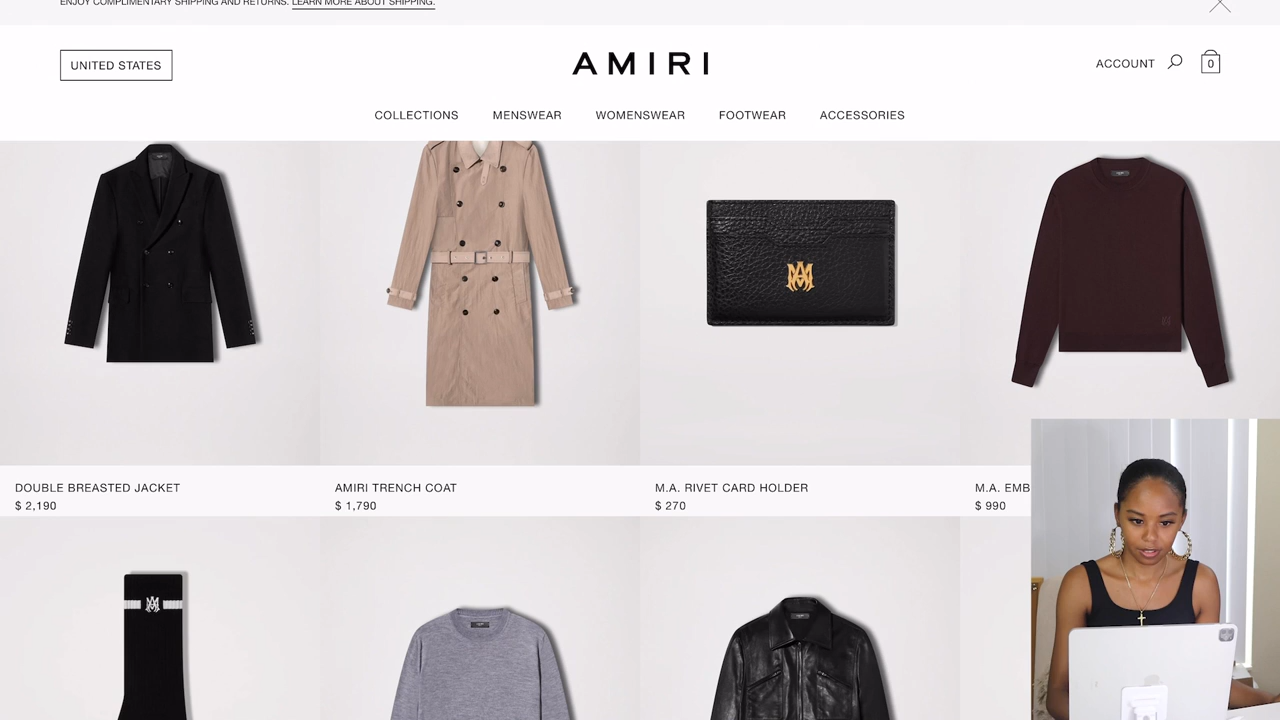 ENJOY COMPLIMENTARY SHIPPING AND RETURNS. LEARN MORE ABOUT SHIPPING.
UNITED STATES
AMIRI
ACCOUNT
0
COLLECTIONS MENSWEAR WOMENSWEAR FOOTWEAR ACCESSORIES
DOUBLE BREASTED JACKET
$ 2,190
AMIRI TRENCH COAT
$ 1,790
M.A. RIVET CARD HOLDER
$ 270
M.A. EMB
$ 990